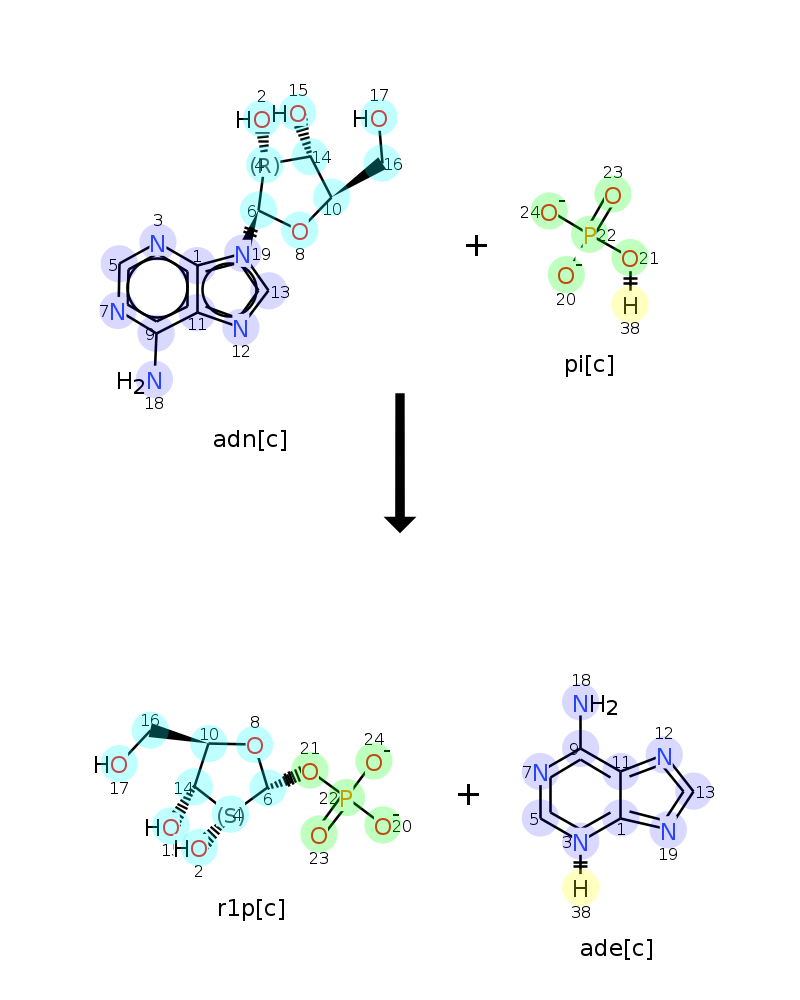 15
2
17
HO
HO
HO
(R)
4
14
16
6
10
23
3
O
24 O-
O
22
P
1
N
19
8
O 21
5
N
O-
13
20
H
7 N
11
N
38
9
12
pi[c]
H2N
18
+
adn[c]
18
NH2
16
10
8
24
O
21
O-
9
12
HO
O
7 N
11
N
17
14
6
22 P
+
13
(S)
4
O-
20
5
1
HO
O
3 N
N
HO
23
19
2
H
r1p[c]
38
ade[c]